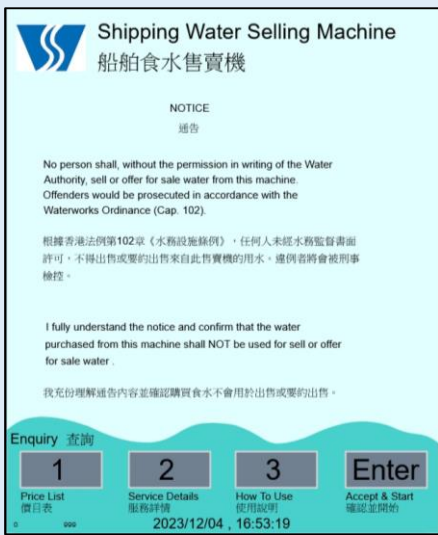 Shipping Water Selling Machine
船舶食水售賣機
NOTICE
通告
No person shall, without the permission in writing of the Water
Authority, sell or offer for sale water from this machine.
Offenders would be prosecuted in accordance with the
Waterworks Ordinance (Cap. 102).
根據香港法例第102章《水務設施條例》，任何人未經水務監督書面
許可，不得出售或要約出售來自此售賣機的用水。違例者將會被刑事
檢控。
I fully understand the notice and confirm that the water
purchased from this machine shall NOT be used for sell or offer
for sale water .
我充份理解通告內容並確認購買食水不會用於出售或要約出售。
Enquiry 查詢
1 2 3 Enter
Price List Service Details How To Use Accept & Start
價目表 服務詳情 使用說明 確認並開始
0 999 2023/12/04 , 16:53:19